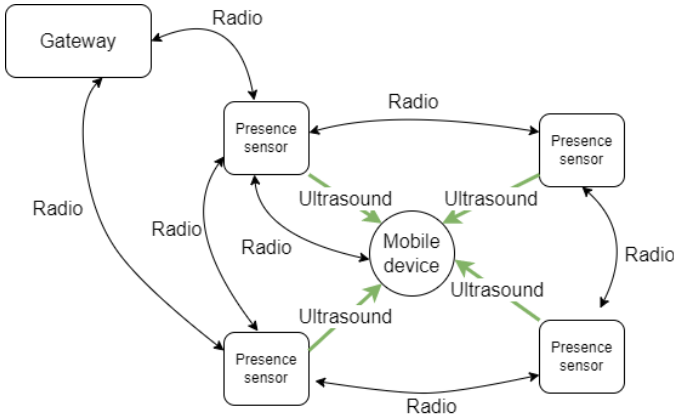 Radio
Gateway
Radio
Presence
sensor
Presence
sensor
Ultrasound
Ultrasound
Radio
Radio
Radio
Mobile
device
Radio
Ultrasound
Ultrasound
Presence
sensor
Presence
sensor
Radio